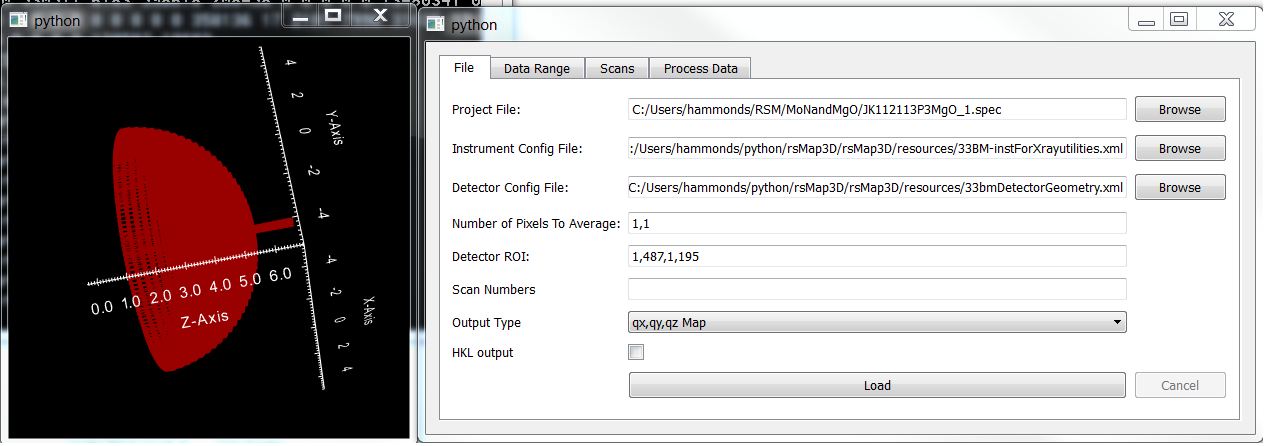 python
4
2
0
-2
-4
Y-Axis
-4
-2
0
2
4
X-Axis
0.0 1.0 2.0 3.0 4.0 5.0 6.0
Z-Axis
python
File Data Range Scans Process Data
Project File: C:/Users/hammonds/RSM/MoNandMgO/JK112113P3MgO_1.spec Browse
Instrument Config File: :/Users/hammonds/python/rsMap3D/rsMap3D/resources/33BM-instForXrayutilities.xml Browse
Detector Config File: C:/Users/hammonds/python/rsMap3D/rsMap3D/resources/33bmDetectorGeometry.xml Browse
Number of Pixels To Average: 1,1
Detector ROI: 1,487,1,195
Scan Numbers
Output Type qx,qy,qz Map
HKL output
Load Cancel